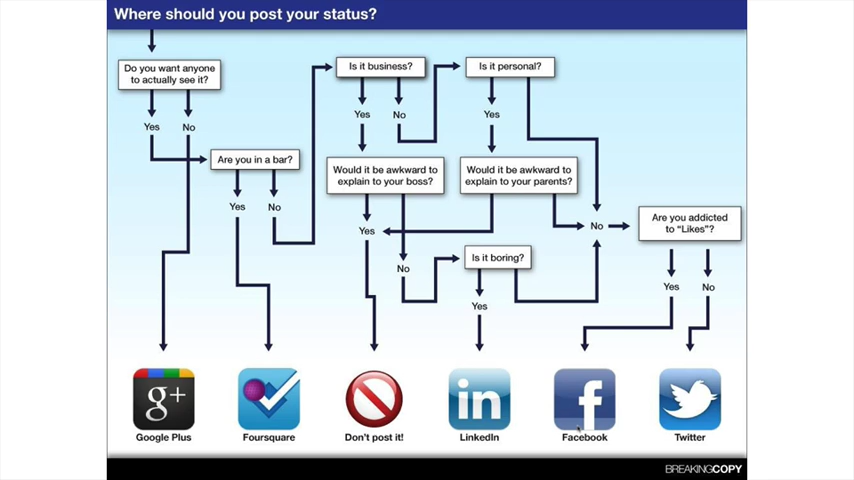 Where should you post your status?
Do you want anyone
to actually see it?
Is it business?
Is it personal?
Yes
No
Yes
No
Yes
Are you in a bar?
Would it be awkward to
explain to your boss?
Would it be awkward to
explain to your parents?
Yes
No
Yes
No
Are you addicted
to “Likes”?
No
Is it boring?
Yes
No
Yes
g+
in
f
Google Plus
Foursquare
Don't post it!
LinkedIn
Facebook
Twitter
BREAKINGCOPY